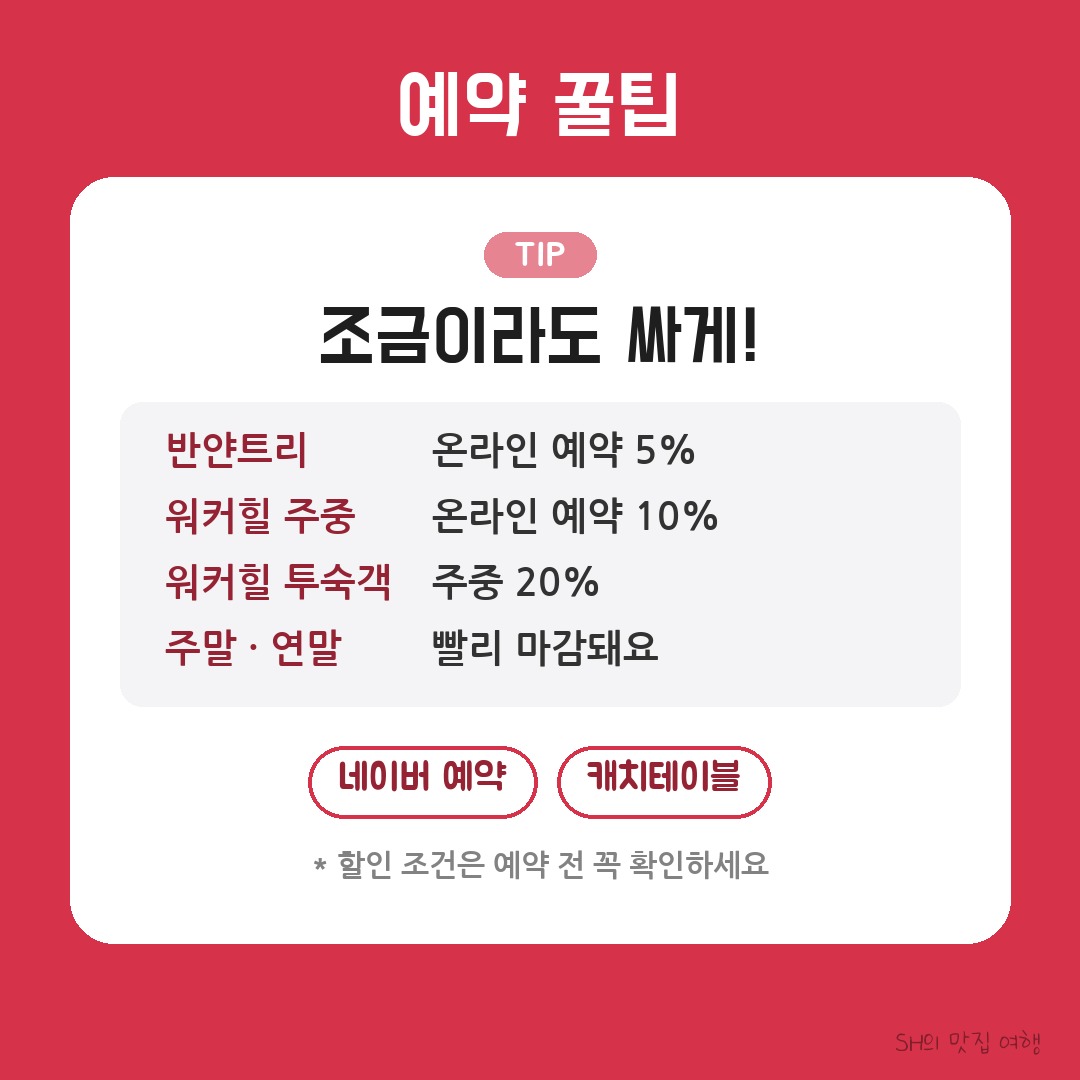 예약 꿀팁
TIP
조금이라도 싸게!
반얀트리 온라인 예약 5%
워커힐 주중 온라인 예약 10%
워커힐 투숙객 주중 20%
주말 · 연말 빨리 마감돼요
네이버 예약 캐치테이블
* 할인 조건은 예약 전 꼭 확인하세요
SH의 맛집 여행